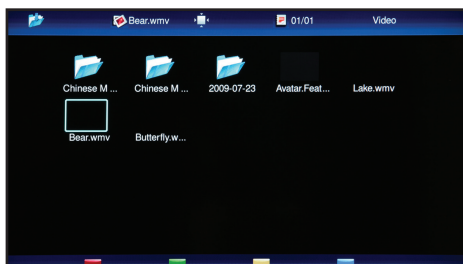 Bear.wmv 01/01 Video
Chinese M ... Chinese M ... 2009-07-23 Avatar.Feat... Lake.wmv
Bear.wmv Butterfly.w...